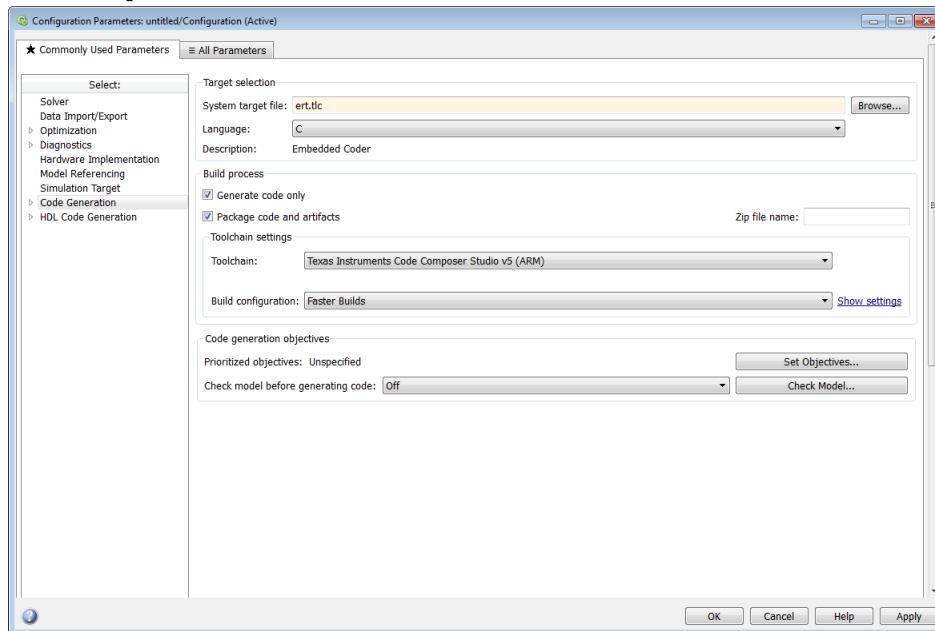 Configuration Parameters: untitled/Configuration (Active)
★ Commonly Used Parameters
≡ All Parameters
Select:
Solver
Data Import/Export
Optimization
Diagnostics
Hardware Implementation
Model Referencing
Simulation Target
Code Generation
HDL Code Generation
Target selection
System target file: ert.tlc Browse...
Language: C
Description: Embedded Coder
Build process
Generate code only
Package code and artifacts Zip file name:
Toolchain settings
Toolchain: Texas Instruments Code Composer Studio v5 (ARM)
Build configuration: Faster Builds Show settings
Code generation objectives
Prioritized objectives: Unspecified Set Objectives...
Check model before generating code: Off Check Model...
OK Cancel Help Apply